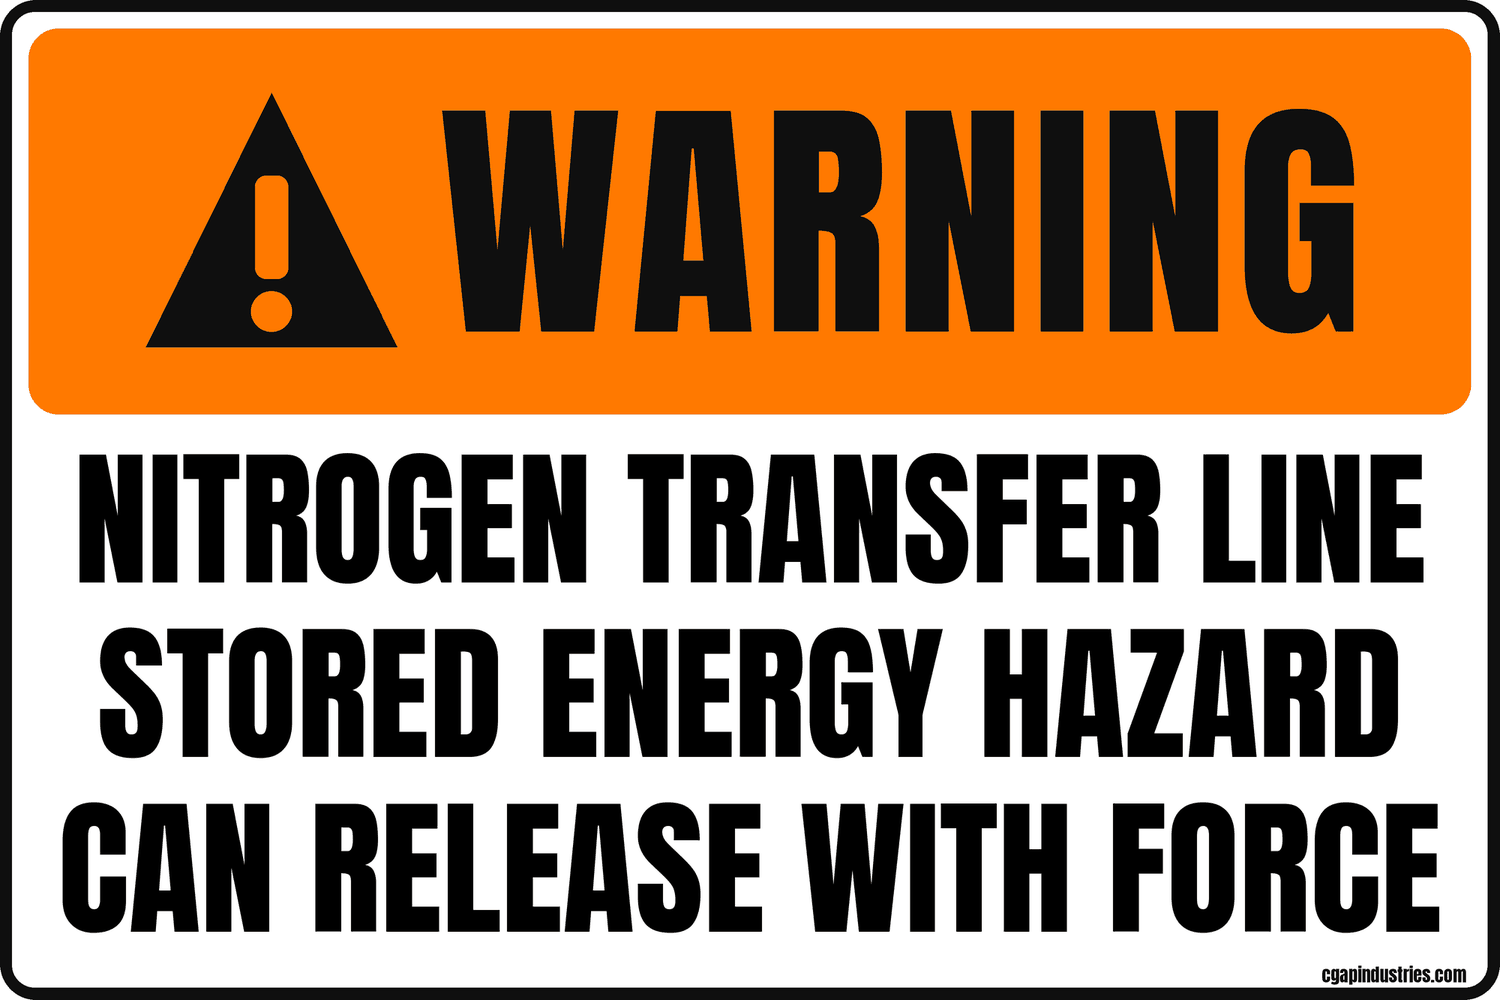 WARNING
NITROGEN TRANSFER LINE
STORED ENERGY HAZARD
CAN RELEASE WITH FORCE
cgapindustries.com